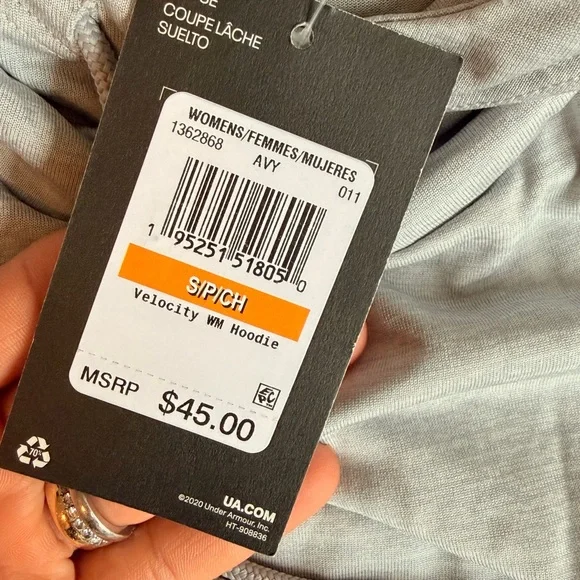 COUPE LÂCHE
SUELTO
WOMENS/FEMMES/MUJERES
1362868
AVY
011
1 95251 51805 0
S/P/CH
Velocity WM Hoodie
MSRP $45.00
70%
UA.COM
©2020 Under Armour, Inc.
HT-908836